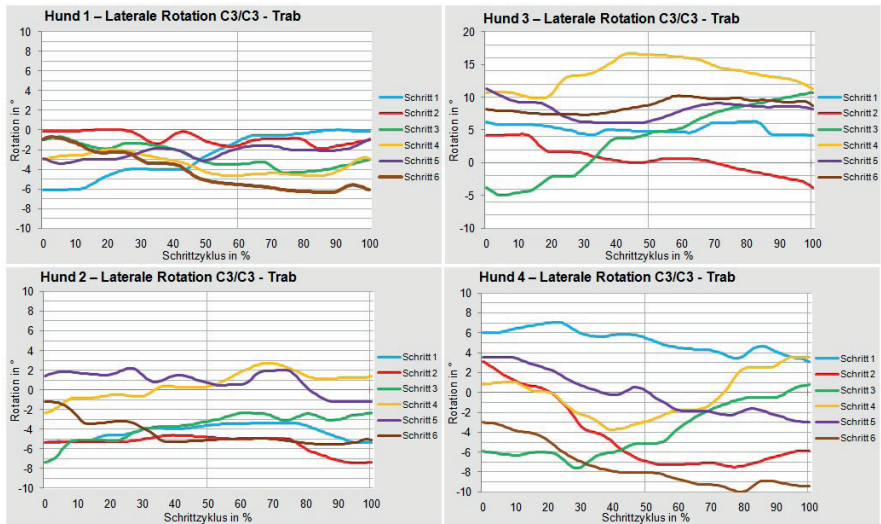 Hund 1 – Laterale Rotation C3/C3 - Trab
Rotation in °
10
8
6
4
2
0
-2
-4
-6
-8
-10
0 10 20 30 40 50 60 70 80 90 100
Schrittzyklus in %
Schritt 1
Schritt 2
Schritt 3
Schritt 4
Schritt 5
Schritt 6
Hund 3 – Laterale Rotation C3/C3 - Trab
Rotation in °
20
15
10
5
0
-5
-10
0 10 20 30 40 50 60 70 80 90 100
Schrittzyklus in %
Schritt 1
Schritt 2
Schritt 3
Schritt 4
Schritt 5
Schritt 6
Hund 2 – Laterale Rotation C3/C3 - Trab
Rotation in °
10
8
6
4
2
0
-2
-4
-6
-8
-10
0 10 20 30 40 50 60 70 80 90 100
Schrittzyklus in %
Schritt 1
Schritt 2
Schritt 3
Schritt 4
Schritt 5
Schritt 6
Hund 4 – Laterale Rotation C3/C3 - Trab
Rotation in °
10
8
6
4
2
0
-2
-4
-6
-8
-10
0 10 20 30 40 50 60 70 80 90 100
Schrittzyklus in %
Schritt 1
Schritt 2
Schritt 3
Schritt 4
Schritt 5
Schritt 6